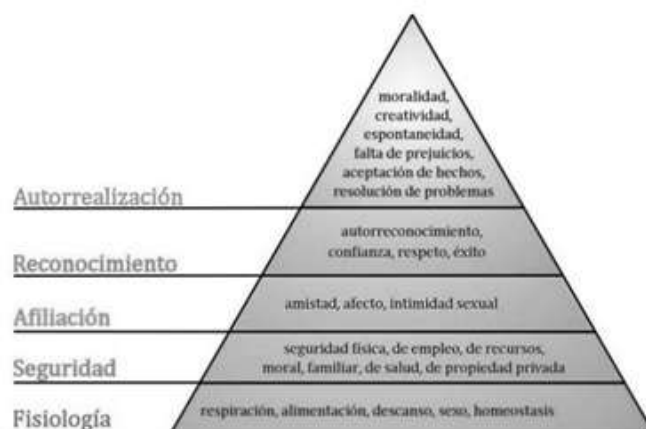 moralidad,
creatividad,
espontaneidad,
falta de prejuicios,
aceptación de hechos,
resolución de problemas
Autorrealización
autorreconocimiento,
confianza, respeto, éxito
Reconocimiento
amistad, afecto, intimidad sexual
Afiliación
seguridad física, de empleo, de recursos,
moral, familiar, de salud, de propiedad privada
Seguridad
respiración, alimentación, descanso, sexo, homeostasis
Fisiología